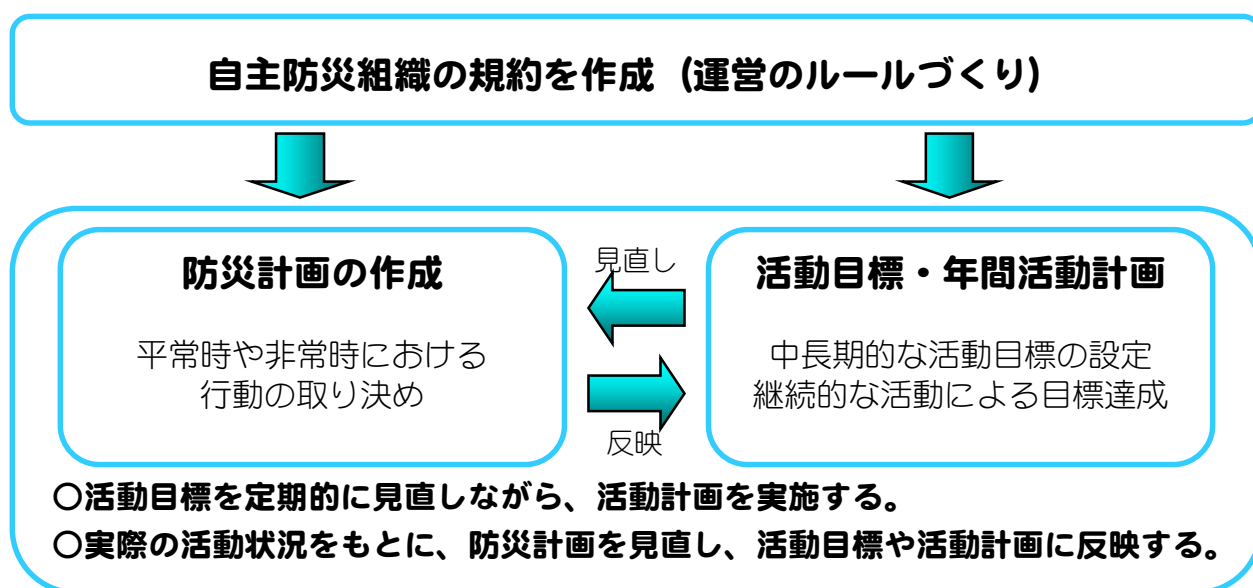 自主防災組織の規約を作成（運営のルールづくり）
防災計画の作成
平常時や非常時における
行動の取り決め
見直し
反映
活動目標・年間活動計画
中長期的な活動目標の設定
継続的な活動による目標達成
〇活動目標を定期的に見直しながら、活動計画を実施する。
〇実際の活動状況をもとに、防災計画を見直し、活動目標や活動計画に反映する。